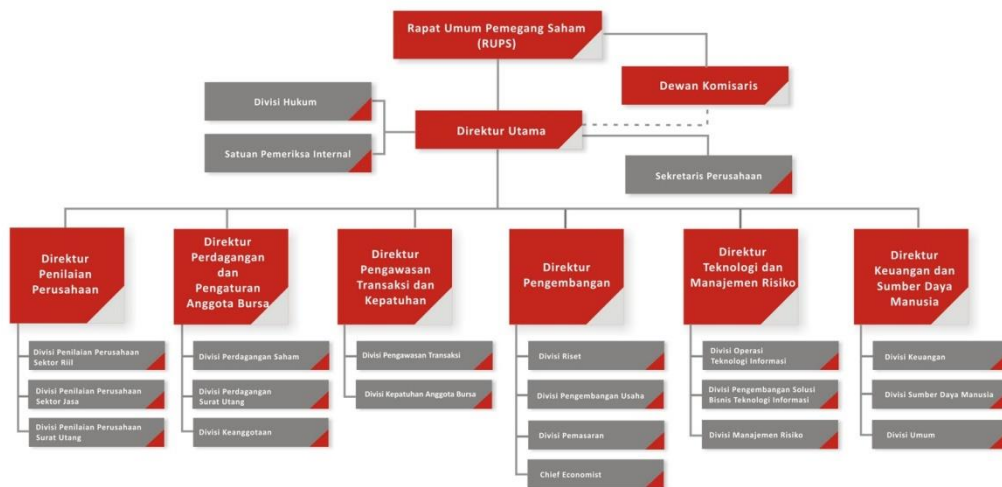 Rapat Umum Pemegang Saham
(RUPS)
Dewan Komisaris
Divisi Hukum
Direktur Utama
Satuan Pemeriksa Internal
Sekretaris Perusahaan
Direktur
Penilaian
Perusahaan
Direktur
Perdagangan
dan
Pengaturan
Anggota Bursa
Direktur
Pengawasan
Transaksi dan
Kepatuhan
Direktur
Pengembangan
Direktur
Teknologi dan
Manajemen Risiko
Direktur
Keuangan dan
Sumber Daya
Manusia
Divisi Penilaian Perusahaan
Sektor Riil
Divisi Penilaian Perusahaan
Sektor Jasa
Divisi Penilaian Perusahaan
Surat Utang
Divisi Perdagangan Saham
Divisi Perdagangan
Surat Utang
Divisi Keanggotaan
Divisi Pengawasan Transaksi
Divisi Kepatuhan Anggota Bursa
Divisi Riset
Divisi Pengembangan Usaha
Divisi Pemasaran
Chief Economist
Divisi Operasi
Teknologi Informasi
Divisi Pengembangan Solusi
Bisnis Teknologi Informasi
Divisi Manajemen Risiko
Divisi Keuangan
Divisi Sumber Daya Manusia
Divisi Umum